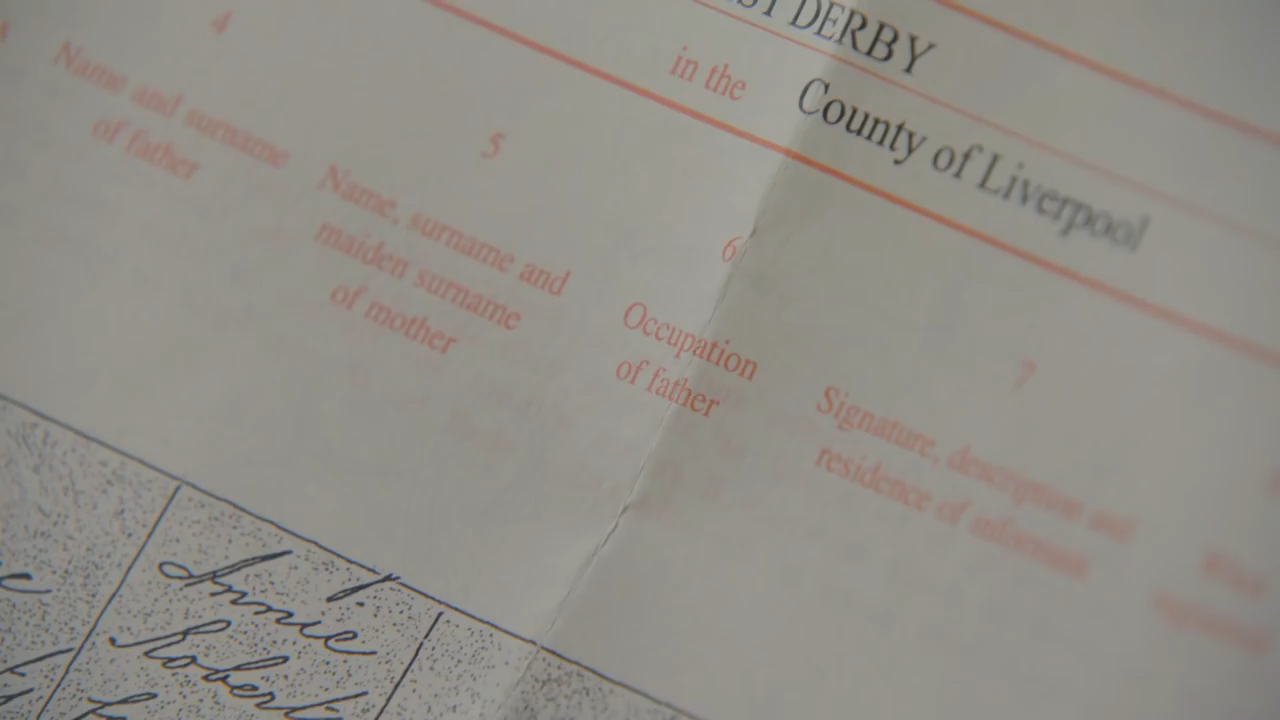 DERBY
in the County of Liverpool
4
Name and surname
of father
5
Name, surname and
maiden surname
of mother
6
Occupation
of father
7
Signature, description and
residence of informant
Annie